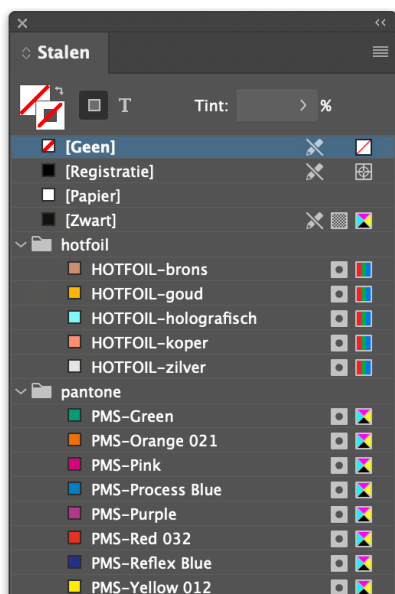 Stalen
T Tint: %
[Geen]
[Registratie]
[Papier]
[Zwart]
hotfoil
HOTFOIL-brons
HOTFOIL-goud
HOTFOIL-holografisch
HOTFOIL-koper
HOTFOIL-zilver
pantone
PMS-Green
PMS-Orange 021
PMS-Pink
PMS-Process Blue
PMS-Purple
PMS-Red 032
PMS-Reflex Blue
PMS-Yellow 012